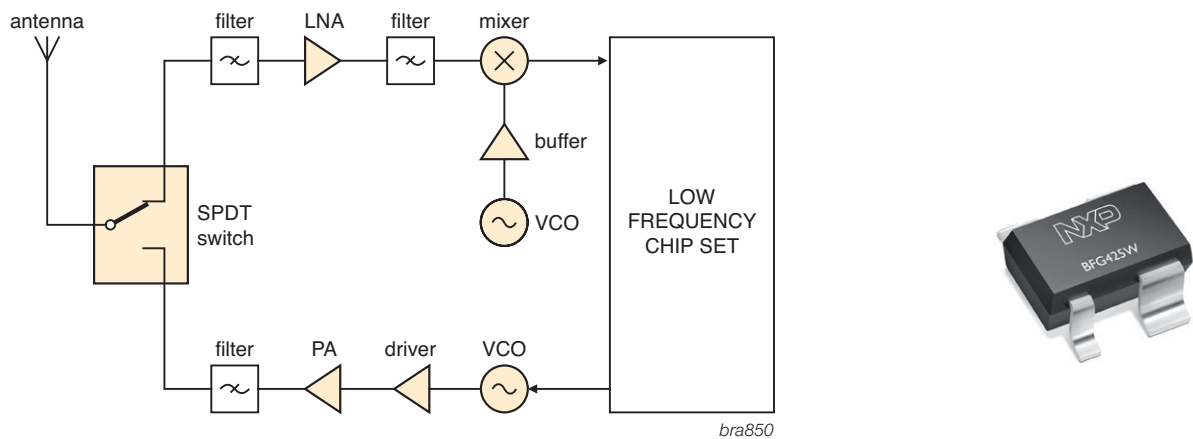 antenna
filter
LNA
filter
mixer
buffer
VCO
SPDT
switch
LOW
FREQUENCY
CHIP SET
filter
PA
driver
VCO
bra850
NXP
BFG425W